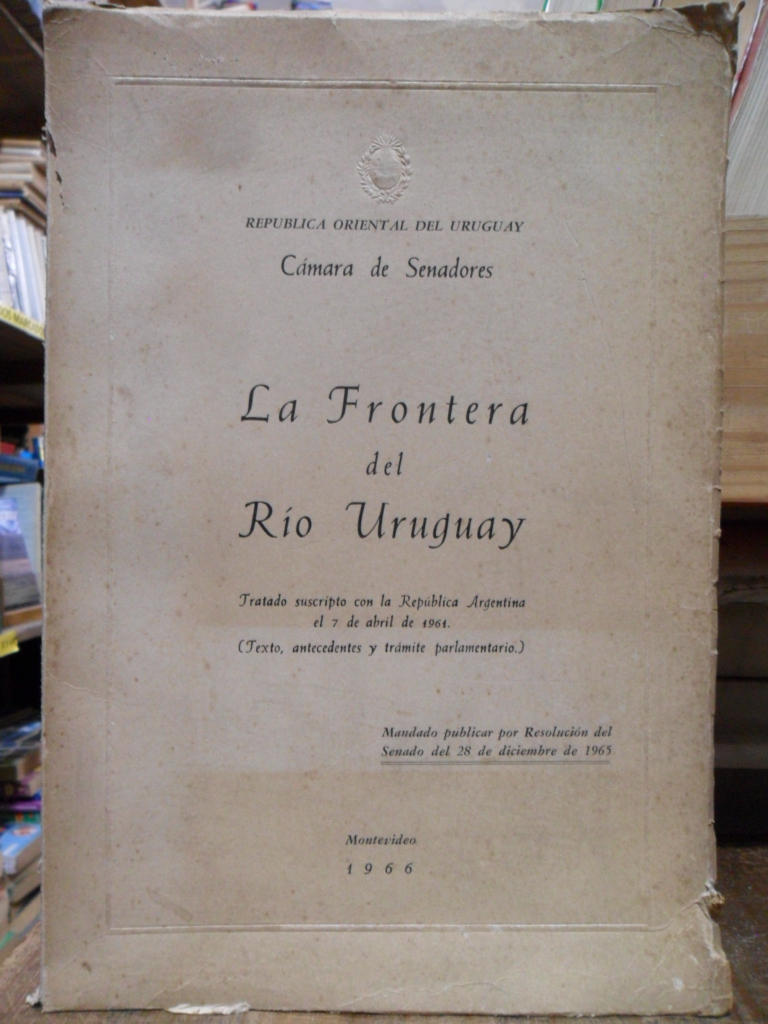 REPUBLICA ORIENTAL DEL URUGUAY
Cámara de Senadores
La Frontera
del
Río Uruguay
Tratado suscripto con la República Argentina
el 7 de abril de 1961.
(Texto, antecedentes y trámite parlamentario.)
Mandado publicar por Resolución del
Senado del 28 de diciembre de 1965
Montevideo
1966